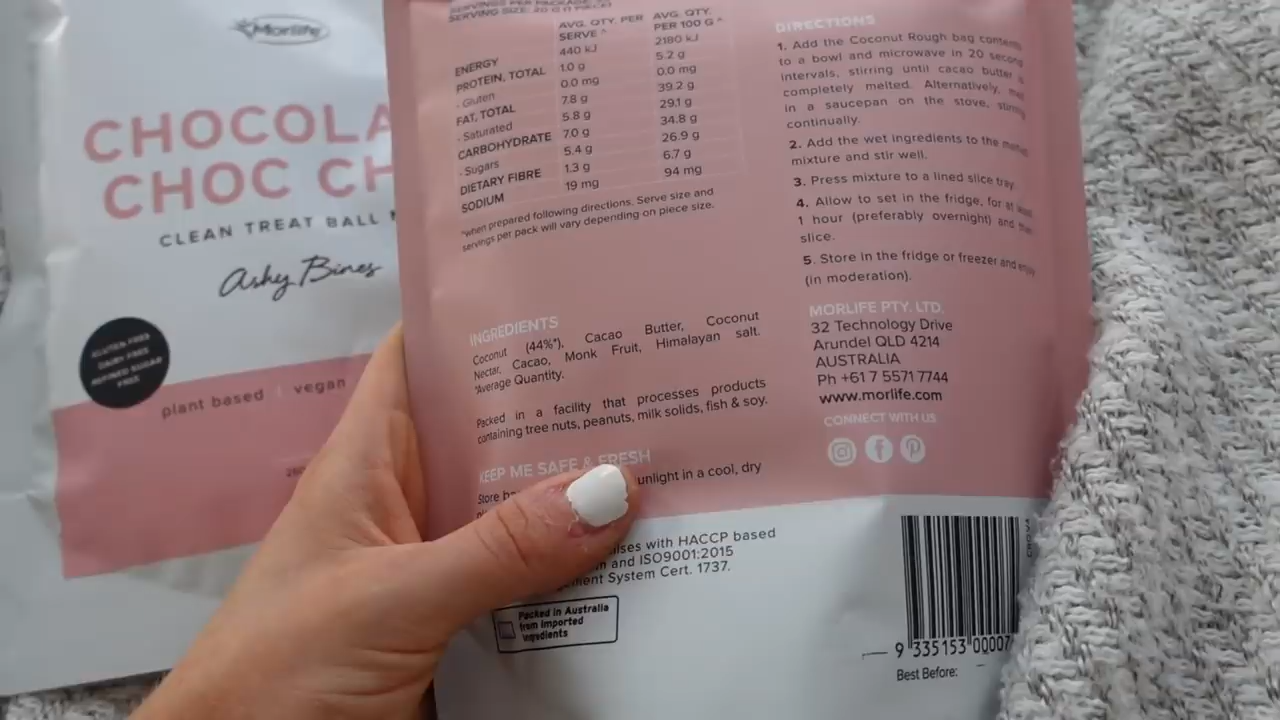 Morlife
CHOCOLA
CHOC CH
CLEAN TREAT BALL
Ashy Bines
GLUTEN FREE
DAIRY FREE
REFINED SUGAR
FREE
plant based | vegan
SERVINGS PER PACKAGE:
SERVING SIZE: 20 G (1 PIECE)
AVG. QTY. PER SERVE ^ AVG. QTY. PER 100 G ^
ENERGY 440 kJ 2180 kJ
PROTEIN, TOTAL 1.0 g 5.2 g
- Gluten 0.0 mg 0.0 mg
FAT, TOTAL 7.8 g 39.2 g
- Saturated 5.8 g 29.1 g
CARBOHYDRATE 7.0 g 34.8 g
- Sugars 5.4 g 26.9 g
DIETARY FIBRE 1.3 g 6.7 g
SODIUM 19 mg 94 mg
^when prepared following directions. Serve size and
servings per pack will vary depending on piece size.
INGREDIENTS
Coconut (44%*), Cacao Butter, Coconut
Nectar, Cacao, Monk Fruit, Himalayan salt.
*Average Quantity.
Packed in a facility that processes products
containing tree nuts, peanuts, milk solids, fish & soy.
KEEP ME SAFE & FRESH
Store unlight in a cool, dry
with HACCP based
and ISO9001:2015
System Cert. 1737.
Packed in Australia
from imported
ingredients
DIRECTIONS
1. Add the Coconut Rough bag contents
to a bowl and microwave in 20 second
intervals, stirring until cacao butter is
completely melted. Alternatively, melt
in a saucepan on the stove, stirring
continually.
2. Add the wet ingredients to the
mixture and stir well.
3. Press mixture to a lined slice tray.
4. Allow to set in the fridge, for at least
1 hour (preferably overnight) and then
slice.
5. Store in the fridge or freezer and enjoy
(in moderation).
MORLIFE PTY. LTD.
32 Technology Drive
Arundel QLD 4214
AUSTRALIA
Ph +61 7 5571 7744
www.morlife.com
CONNECT WITH US
9 335153 00007
Best Before: